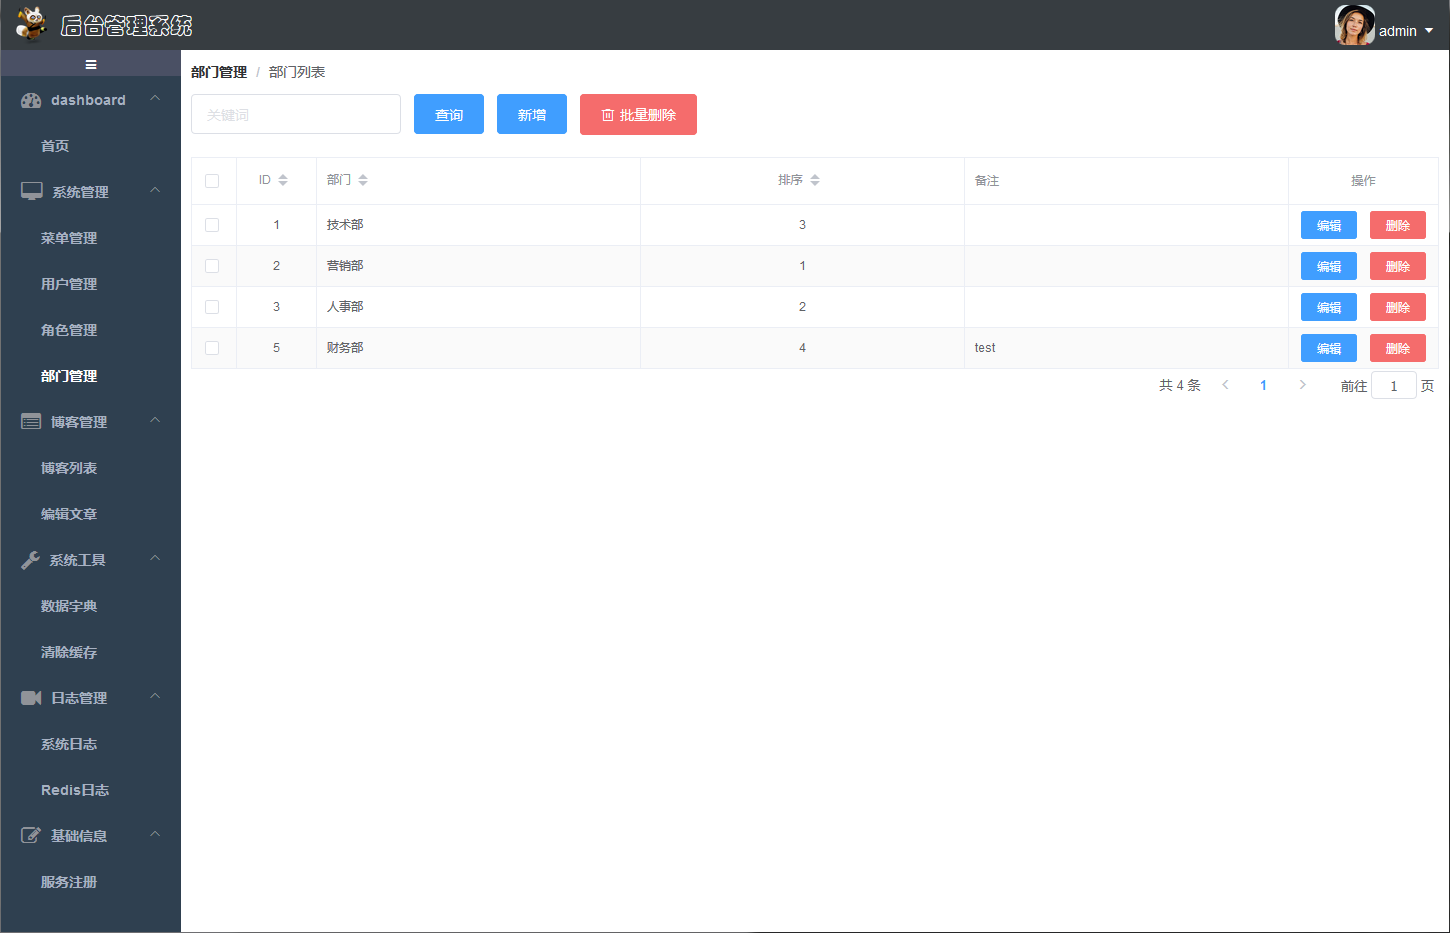 后台管理系统
admin
dashboard
首页
系统管理
菜单管理
用户管理
角色管理
部门管理
博客管理
博客列表
编辑文章
系统工具
数据字典
清除缓存
日志管理
系统日志
Redis日志
基础信息
服务注册
部门管理 / 部门列表
关键词 查询 新增 批量删除
ID 部门 排序 备注 操作
1 技术部 3 编辑 删除
2 营销部 1 编辑 删除
3 人事部 2 编辑 删除
5 财务部 4 test 编辑 删除
共 4 条 1 前往 1 页